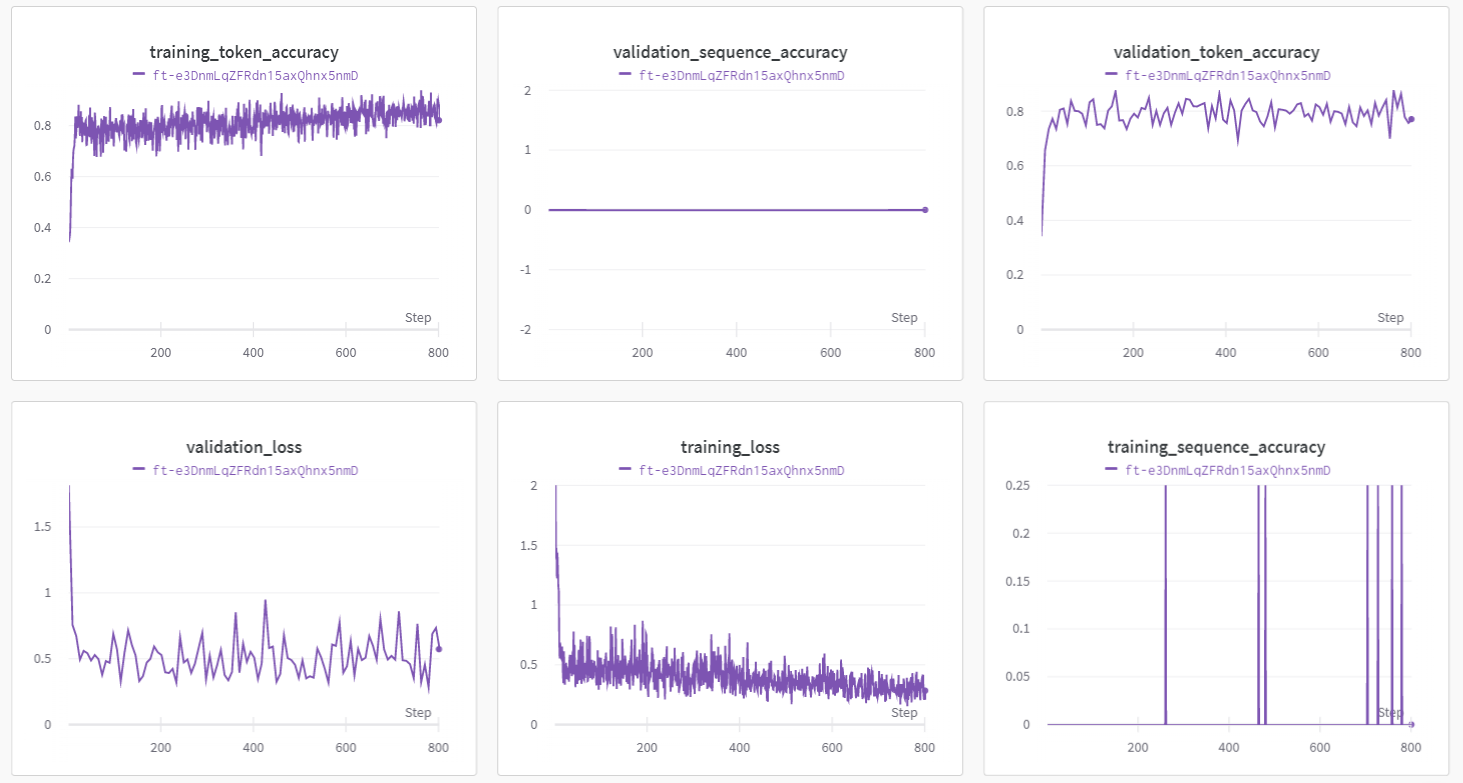 training_token_accuracy
ft-e3DnmLqZFRdn15axQhnx5nmD
0.8
0.6
0.4
0.2
0
Step
200 400 600 800
validation_sequence_accuracy
ft-e3DnmLqZFRdn15axQhnx5nmD
2
1
0
-1
-2
Step
200 400 600 800
validation_token_accuracy
ft-e3DnmLqZFRdn15axQhnx5nmD
0.8
0.6
0.4
0.2
0
Step
200 400 600 800
validation_loss
ft-e3DnmLqZFRdn15axQhnx5nmD
1.5
1
0.5
0
Step
200 400 600 800
training_loss
ft-e3DnmLqZFRdn15axQhnx5nmD
2
1.5
1
0.5
0
Step
200 400 600 800
training_sequence_accuracy
ft-e3DnmLqZFRdn15axQhnx5nmD
0.25
0.2
0.15
0.1
0.05
0
Step
200 400 600 800